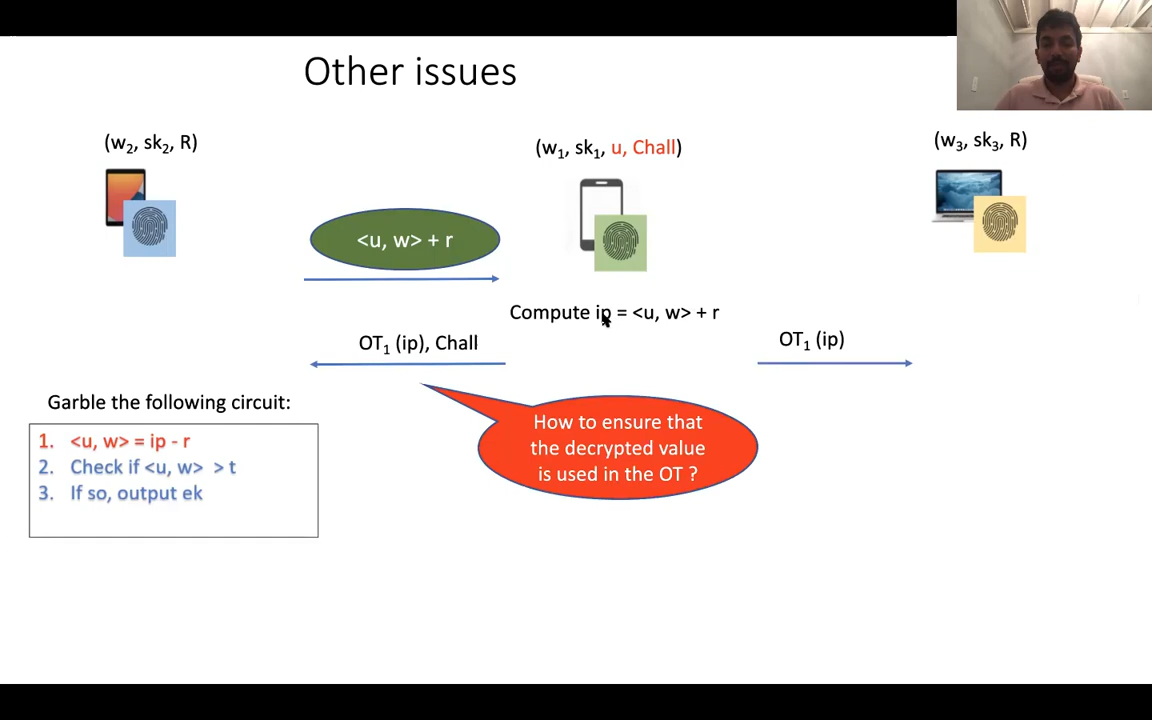 Other issues
(w₂, sk₂, R)
(w₁, sk₁, u, Chall)
(w₃, sk₃, R)
<u, w> + r
Compute ip = <u, w> + r
OT₁ (ip), Chall
OT₁ (ip)
Garble the following circuit:
1. <u, w> = ip - r
2. Check if <u, w> > t
3. If so, output ek
How to ensure that
the decrypted value
is used in the OT ?